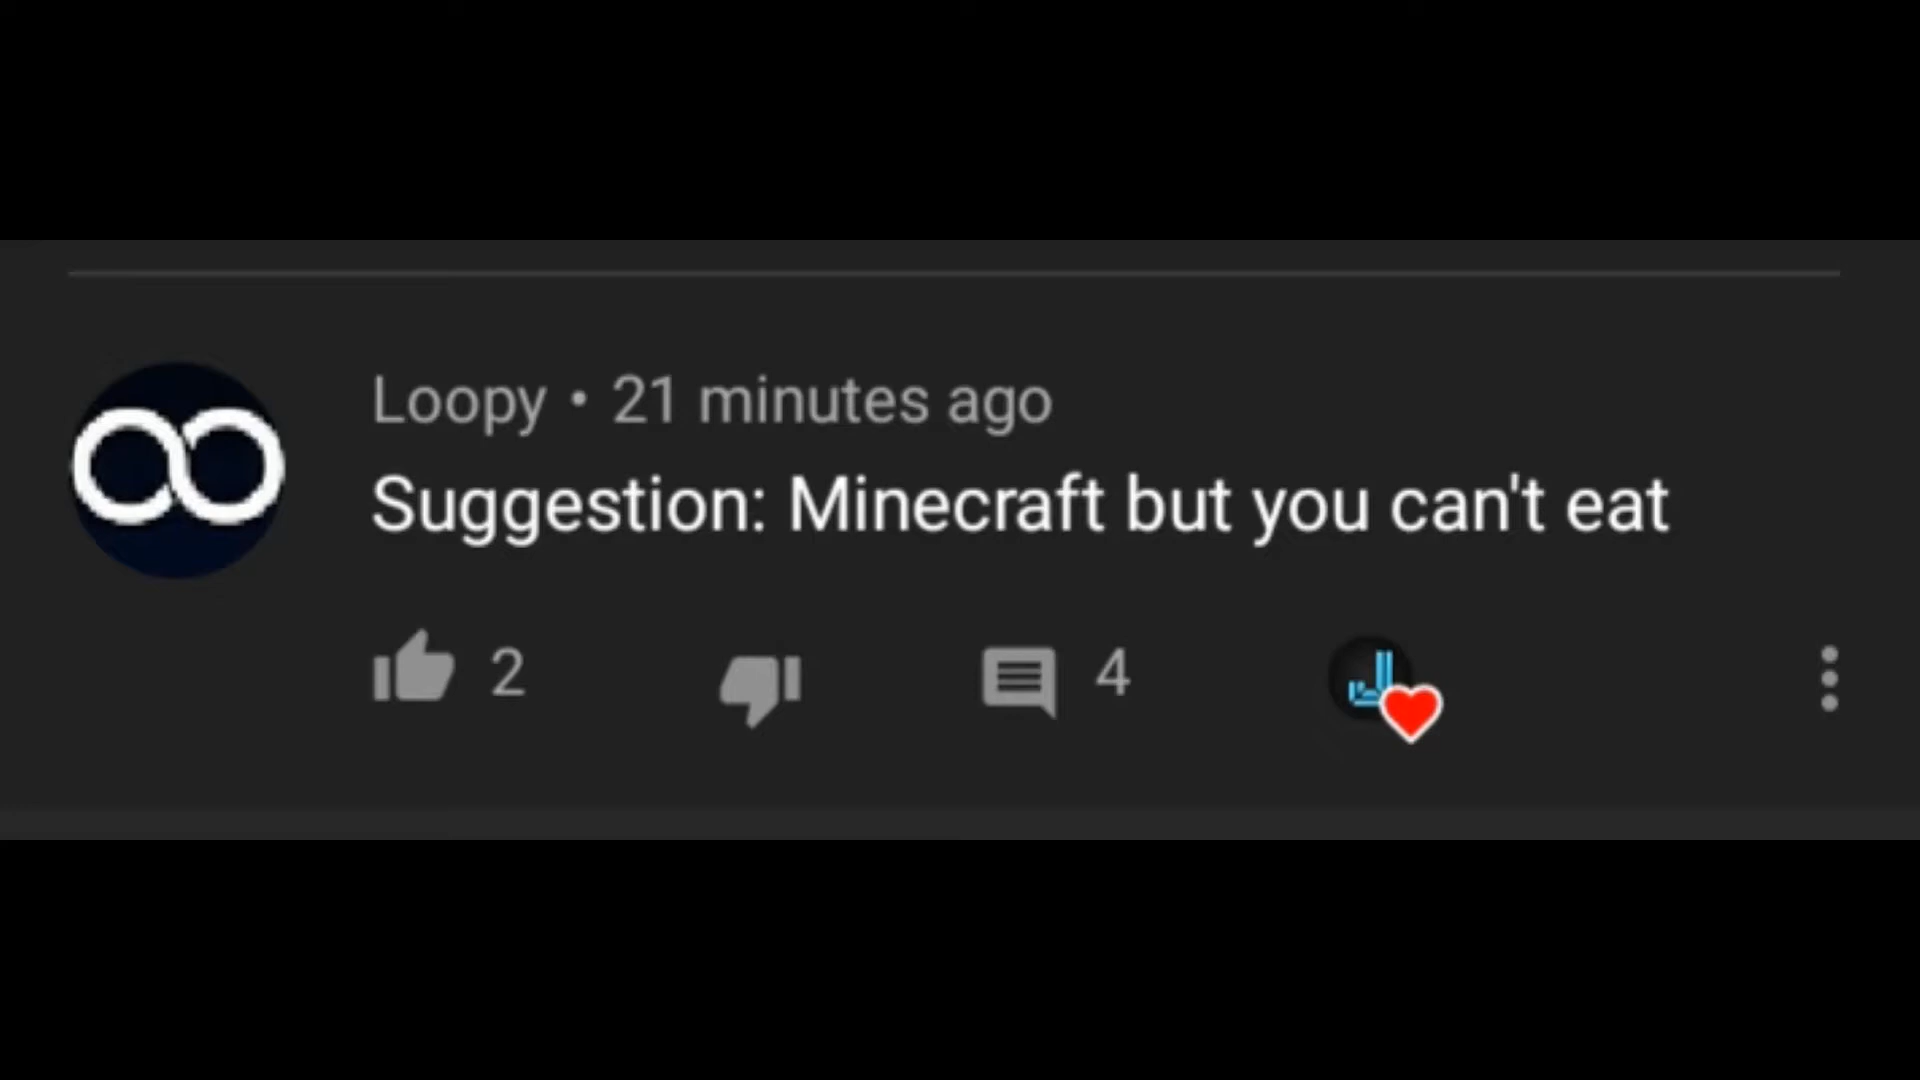 Loopy • 21 minutes ago
Suggestion: Minecraft but you can't eat
2 4